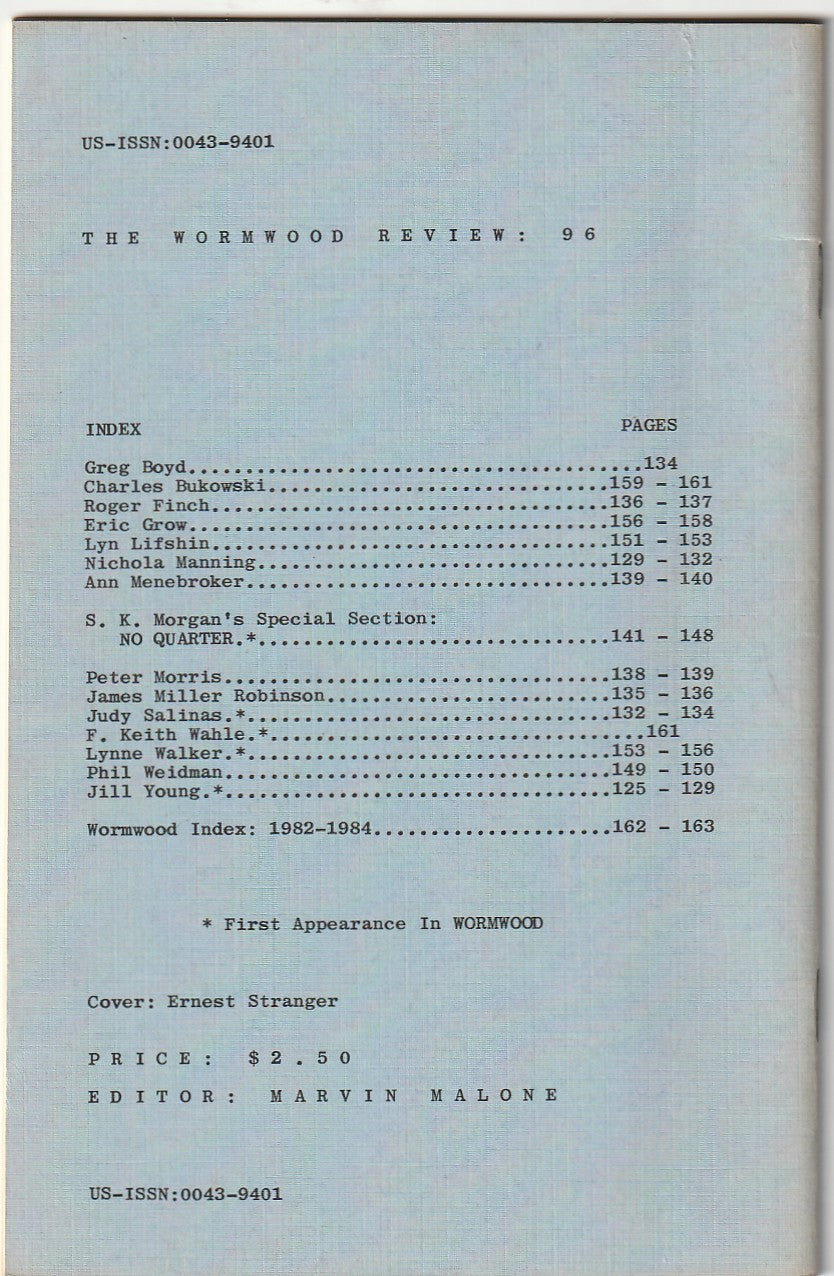 US-ISSN:0043-9401
THE WORMWOOD REVIEW: 96
INDEX PAGES
Greg Boyd........................................134
Charles Bukowski..............................159 - 161
Roger Finch...................................136 - 137
Eric Grow.....................................156 - 158
Lyn Lifshin...................................151 - 153
Nichola Manning...............................129 - 132
Ann Menebroker................................139 - 140
S. K. Morgan's Special Section:
NO QUARTER.*...............................141 - 148
Peter Morris..................................138 - 139
James Miller Robinson.........................135 - 136
Judy Salinas.*................................132 - 134
F. Keith Wahle.*.................................161
Lynne Walker.*................................153 - 156
Phil Weidman..................................149 - 150
Jill Young.*..................................125 - 129
Wormwood Index: 1982-1984.....................162 - 163
* First Appearance In WORMWOOD
Cover: Ernest Stranger
PRICE: $2.50
EDITOR: MARVIN MALONE
US-ISSN:0043-9401